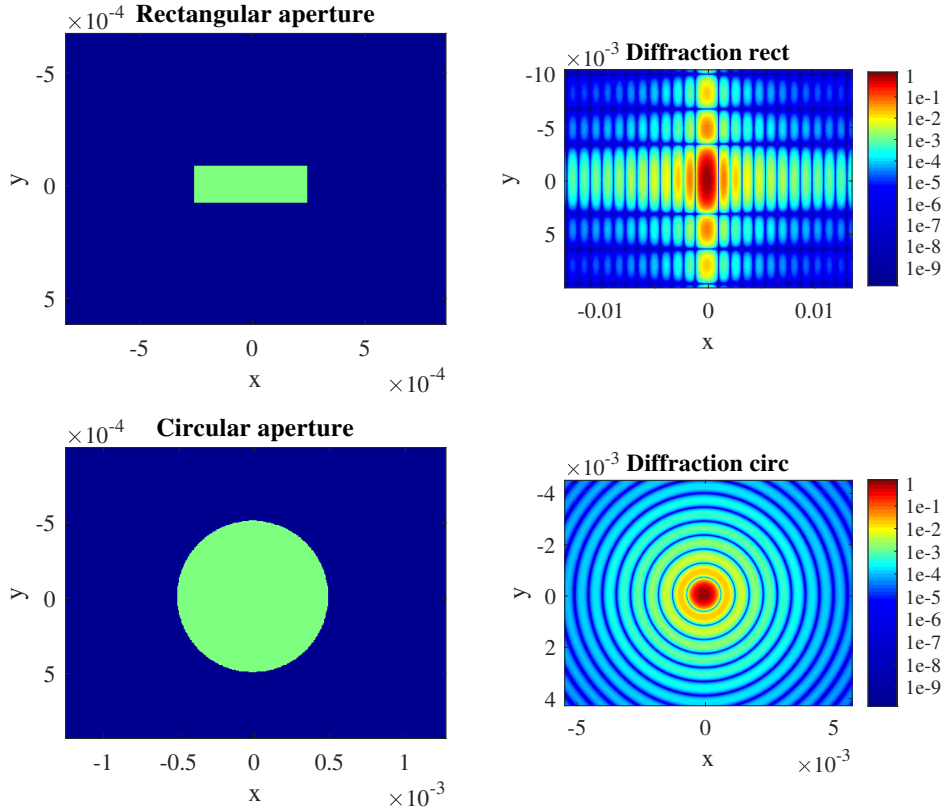 ×10⁻⁴ Rectangular aperture
-5
0
5
y
-5 0 5
x
×10⁻⁴
×10⁻³ Diffraction rect
-10
-5
0
5
y
-0.01 0 0.01
x
1
1e-1
1e-2
1e-3
1e-4
1e-5
1e-6
1e-7
1e-8
1e-9
×10⁻⁴ Circular aperture
-5
0
5
y
-1 -0.5 0 0.5 1
x
×10⁻³
×10⁻³ Diffraction circ
-4
-2
0
2
4
y
-5 0 5
x
×10⁻³
1
1e-1
1e-2
1e-3
1e-4
1e-5
1e-6
1e-7
1e-8
1e-9